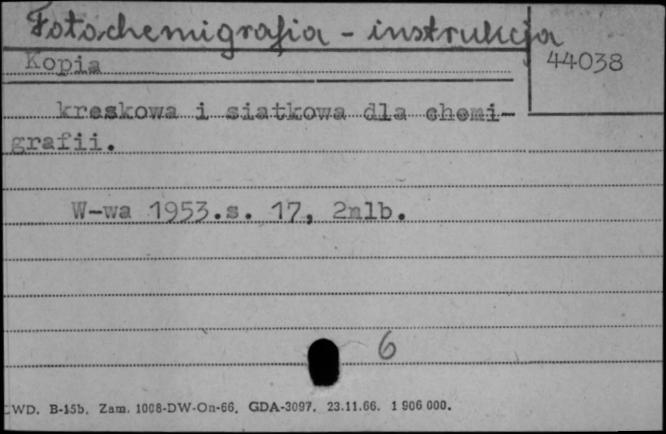 Fotochemigrafia - instrukcja
Kopia
44038
kreskowa i siatkowa dla chemi-
grafii.
W-wa 1953.s. 17, 2nlb.
6
LWD. B-15b. Zam. 1008-DW-On-66. GDA-3097. 23.11.66. 1 906 000.